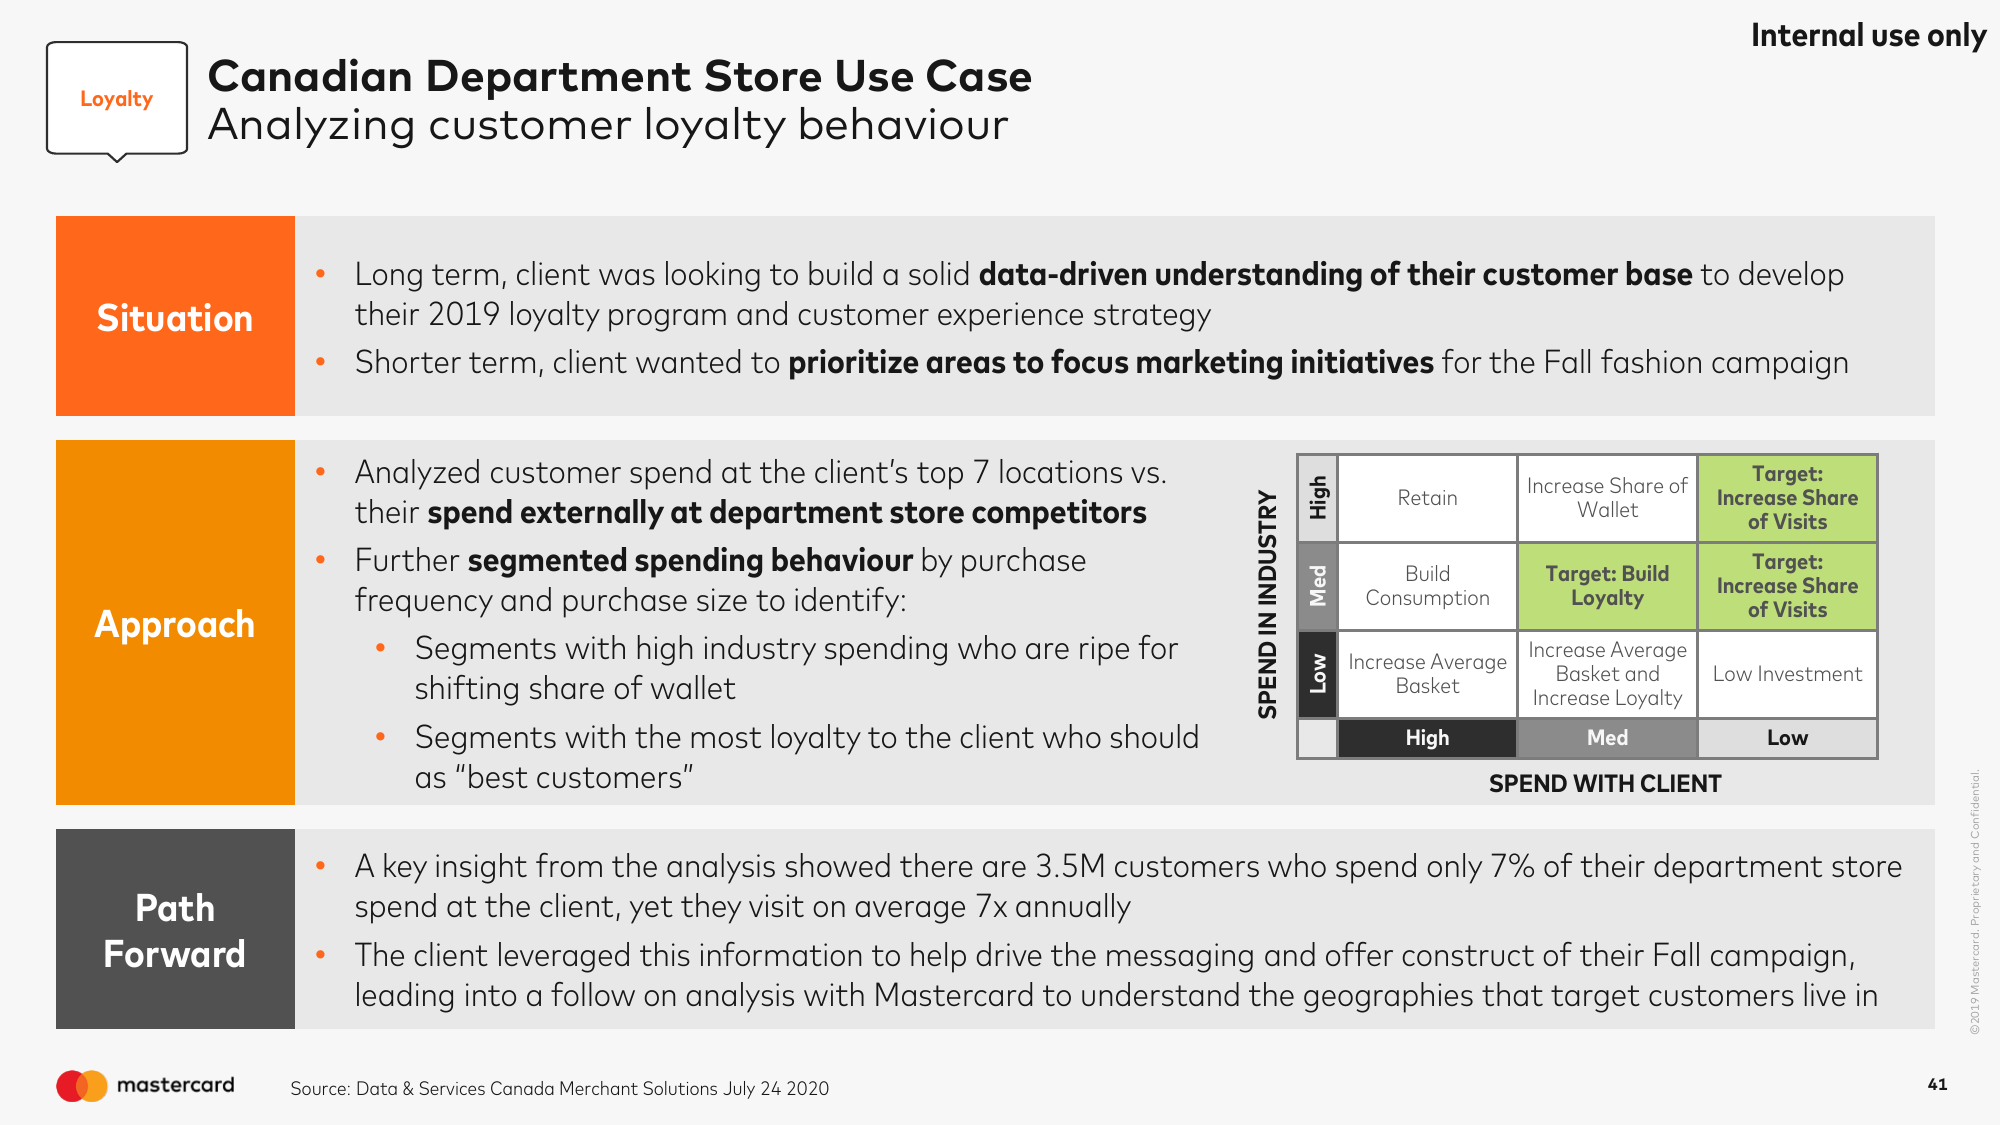 Internal use only
Loyalty
Canadian Department Store Use Case
Analyzing customer loyalty behaviour
Situation
• Long term, client was looking to build a solid data-driven understanding of their customer base to develop
their 2019 loyalty program and customer experience strategy
• Shorter term, client wanted to prioritize areas to focus marketing initiatives for the Fall fashion campaign
Approach
• Analyzed customer spend at the client's top 7 locations vs.
their spend externally at department store competitors
• Further segmented spending behaviour by purchase
frequency and purchase size to identify:
• Segments with high industry spending who are ripe for
shifting share of wallet
• Segments with the most loyalty to the client who should
as “best customers”
SPEND IN INDUSTRY
High
Retain
Increase Share of
Wallet
Target:
Increase Share
of Visits
Med
Build
Consumption
Target: Build
Loyalty
Target:
Increase Share
of Visits
Low
Increase Average
Basket
Increase Average
Basket and
Increase Loyalty
Low Investment
High
Med
Low
SPEND WITH CLIENT
Path
Forward
• A key insight from the analysis showed there are 3.5M customers who spend only 7% of their department store
spend at the client, yet they visit on average 7x annually
• The client leveraged this information to help drive the messaging and offer construct of their Fall campaign,
leading into a follow on analysis with Mastercard to understand the geographies that target customers live in
©2019 Mastercard. Proprietary and Confidential.
mastercard
Source: Data & Services Canada Merchant Solutions July 24 2020
41